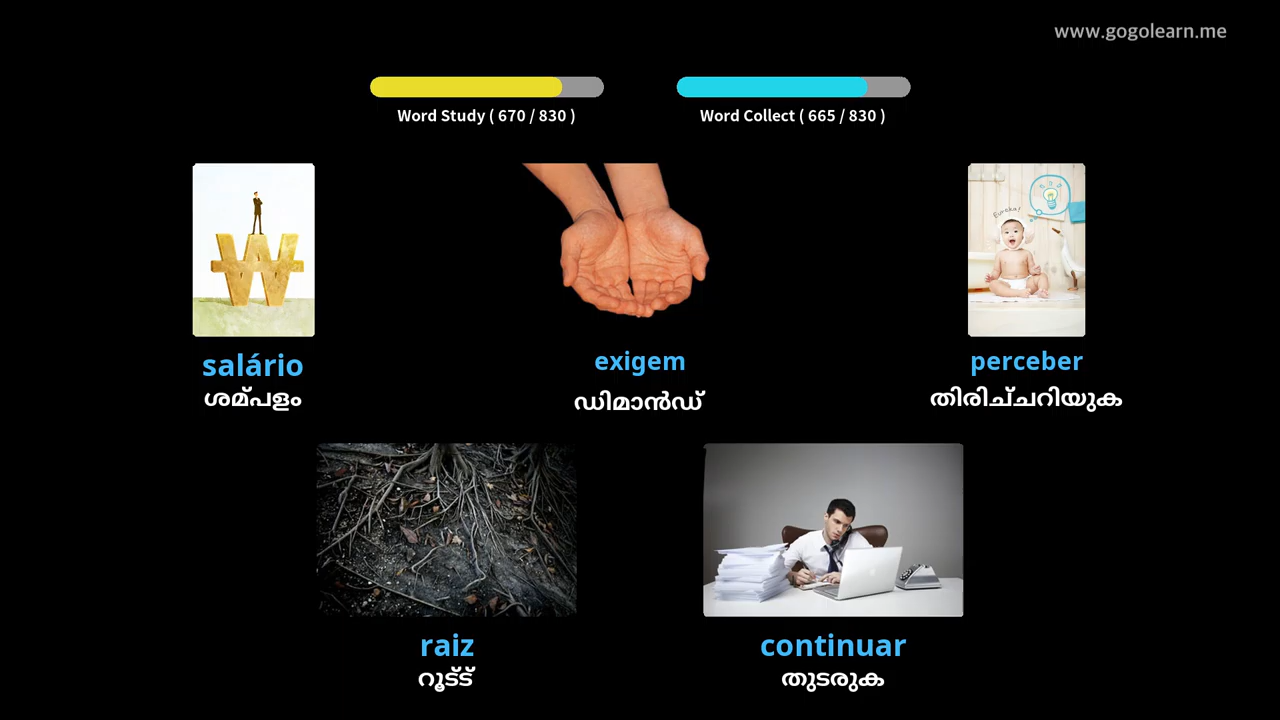 www.gogolearn.me
Word Study ( 670 / 830 )
Word Collect ( 665 / 830 )
Eureka!
salário
ശമ്പളം
exigem
ഡിമാൻഡ്
perceber
തിരിച്ചറിയുക
raiz
റൂട്ട്
continuar
തുടരുക